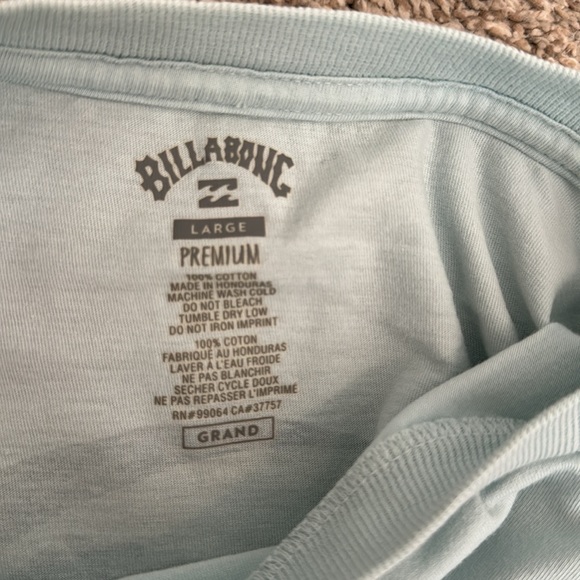 BILLABONG
LARGE
PREMIUM
100% COTTON
MADE IN HONDURAS
MACHINE WASH COLD
DO NOT BLEACH
TUMBLE DRY LOW
DO NOT IRON IMPRINT
100% COTON
FABRIQUÉ AU HONDURAS
LAVER À L'EAU FROIDE
NE PAS BLANCHIR
SECHER CYCLE DOUX
NE PAS REPASSER L'IMPRIME
RN#99064 CA#37757
GRAND